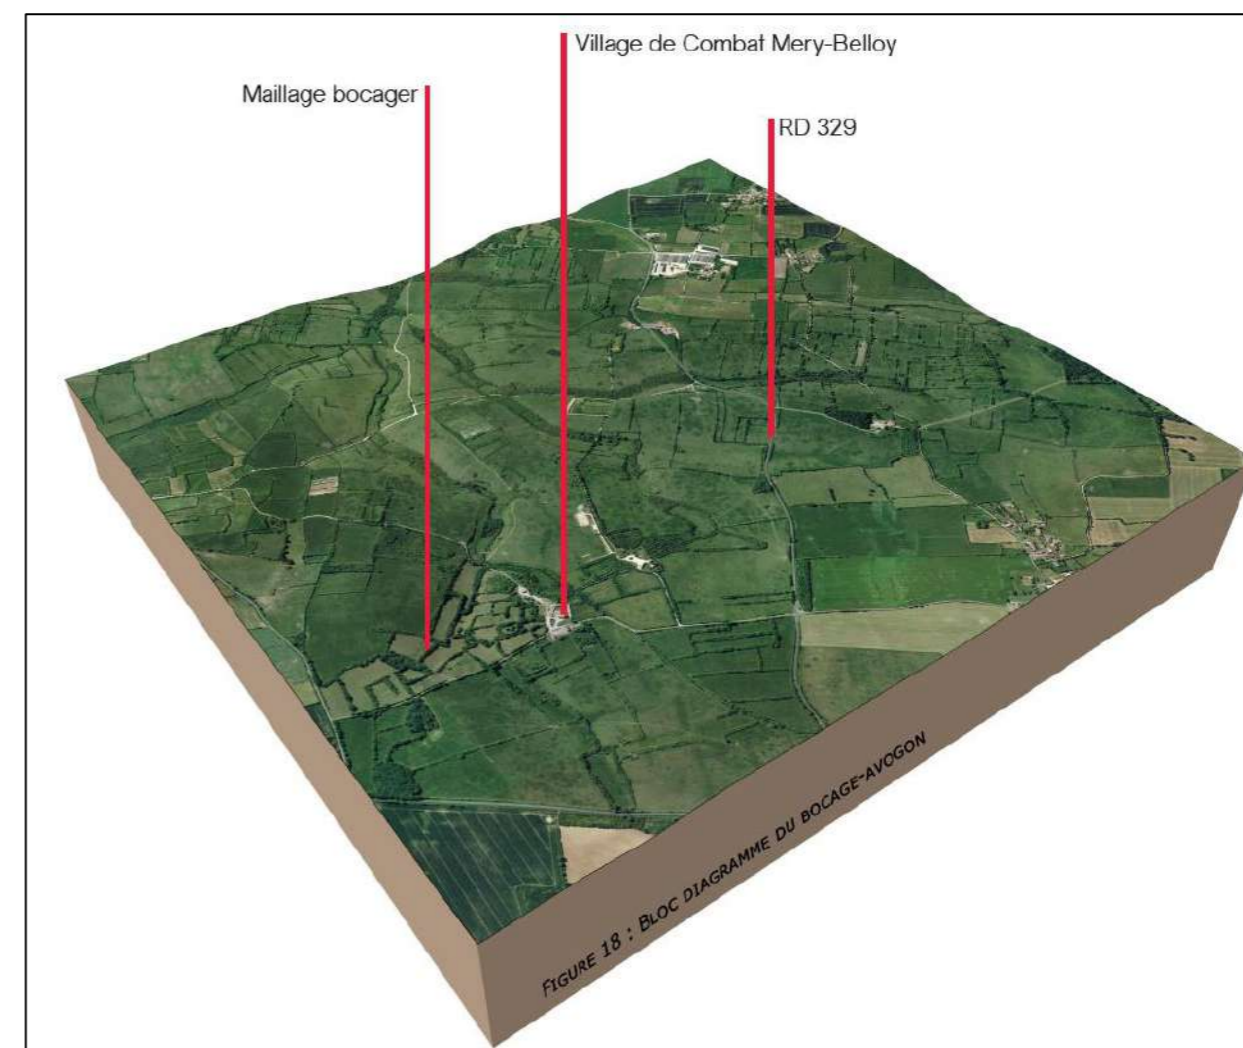 Village de Combat Mery-Belloy
Maillage bocager
RD 329
FIGURE 18 : BLOC DIAGRAMME DU BOCAGE-AVOGON